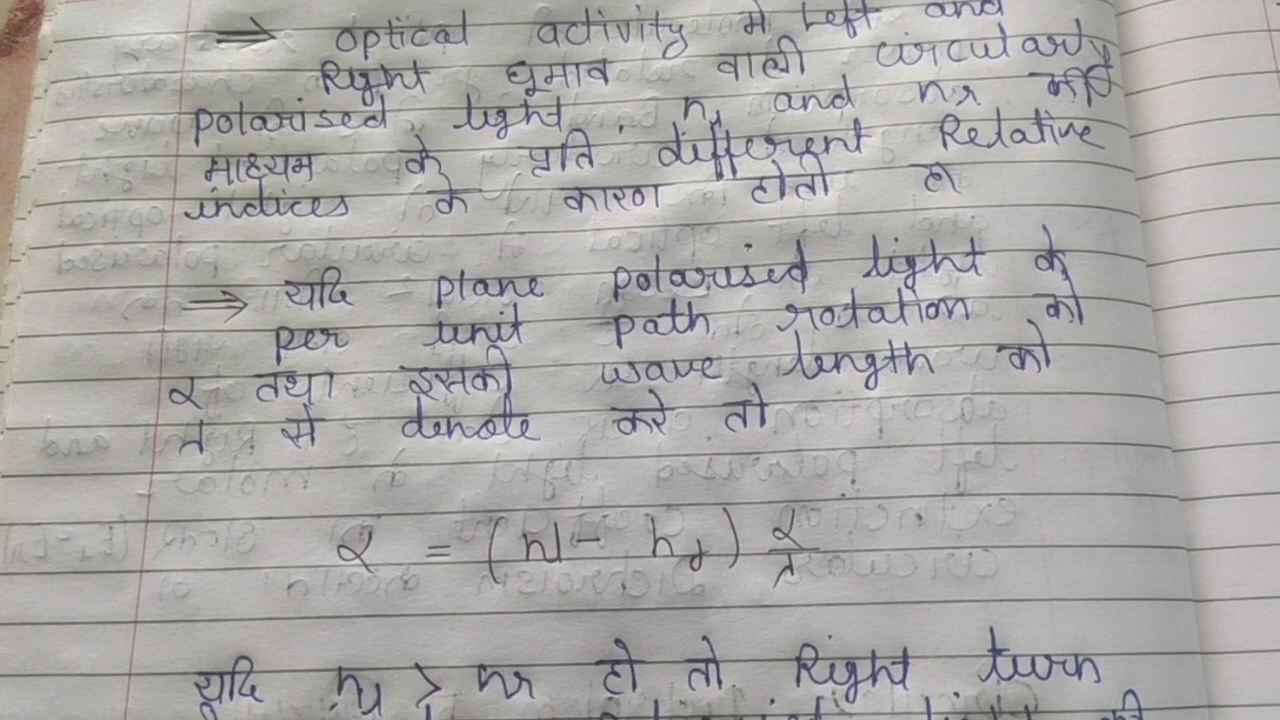 ⇒ optical activity में Left and
Right घुमाव वाली circularly
polarised light n₁ and nr की
माध्यम के प्रति different Relative
indices के कारण होती है
⇒ यदि plane polarised light के
per unit path rotation को
α तथा इसकी wave length को
λ से denote करे तो
α = (nl - nr) α/λ
यदि nl > nr हो तो Right turn